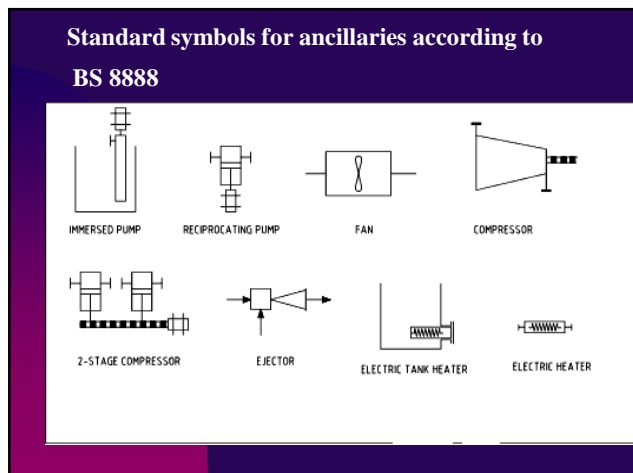 Standard symbols for ancillaries according to
BS 8888
IMMERSED PUMP
RECIPROCATING PUMP
FAN
COMPRESSOR
2-STAGE COMPRESSOR
EJECTOR
ELECTRIC TANK HEATER
ELECTRIC HEATER